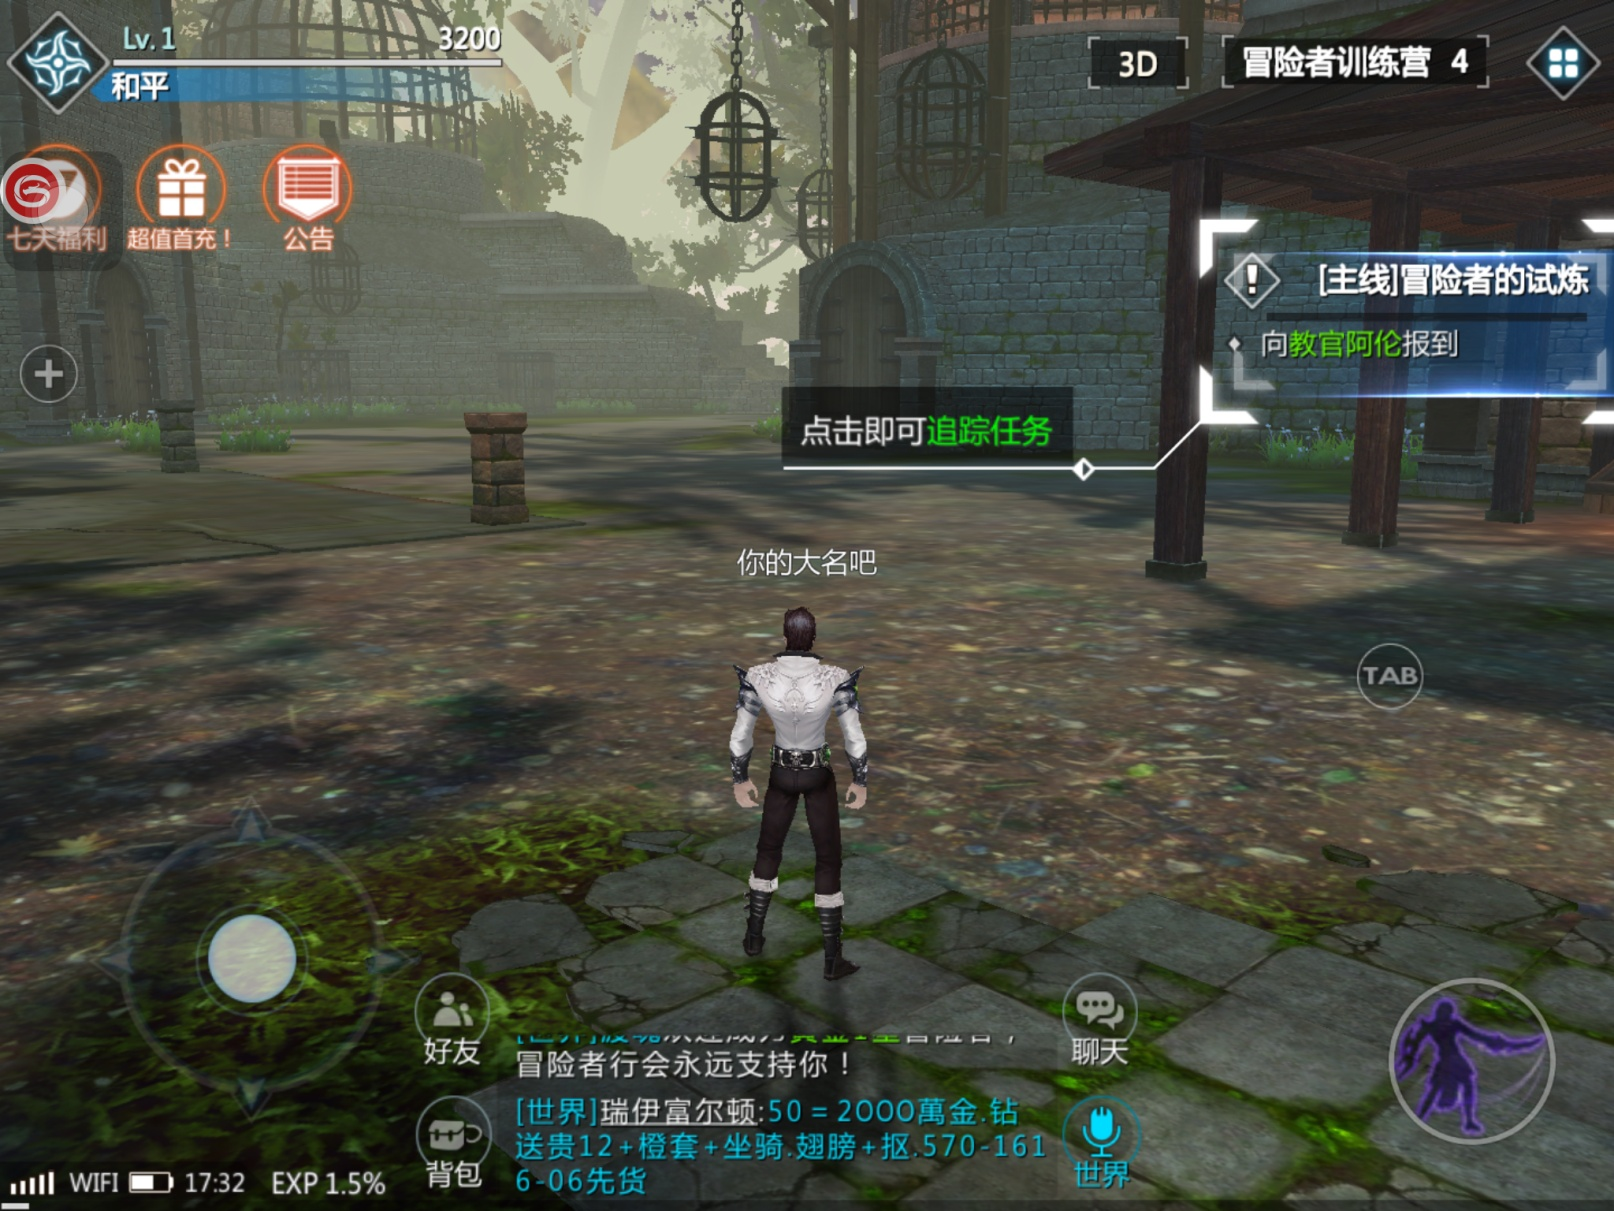 Lv.1
3200
和平
3D
冒险者训练营 4
七天福利
超值首充！
公告
[主线]冒险者的试炼
向教官阿伦报到
点击即可追踪任务
你的大名吧
TAB
好友
聊天
冒险者行会永远支持你！
[世界]瑞伊富尔顿:50=2000萬金.钻
送贵12+橙套+坐骑.翅膀+抠.570-161
6-06先货
背包
世界
WIFI 17:32 EXP 1.5%